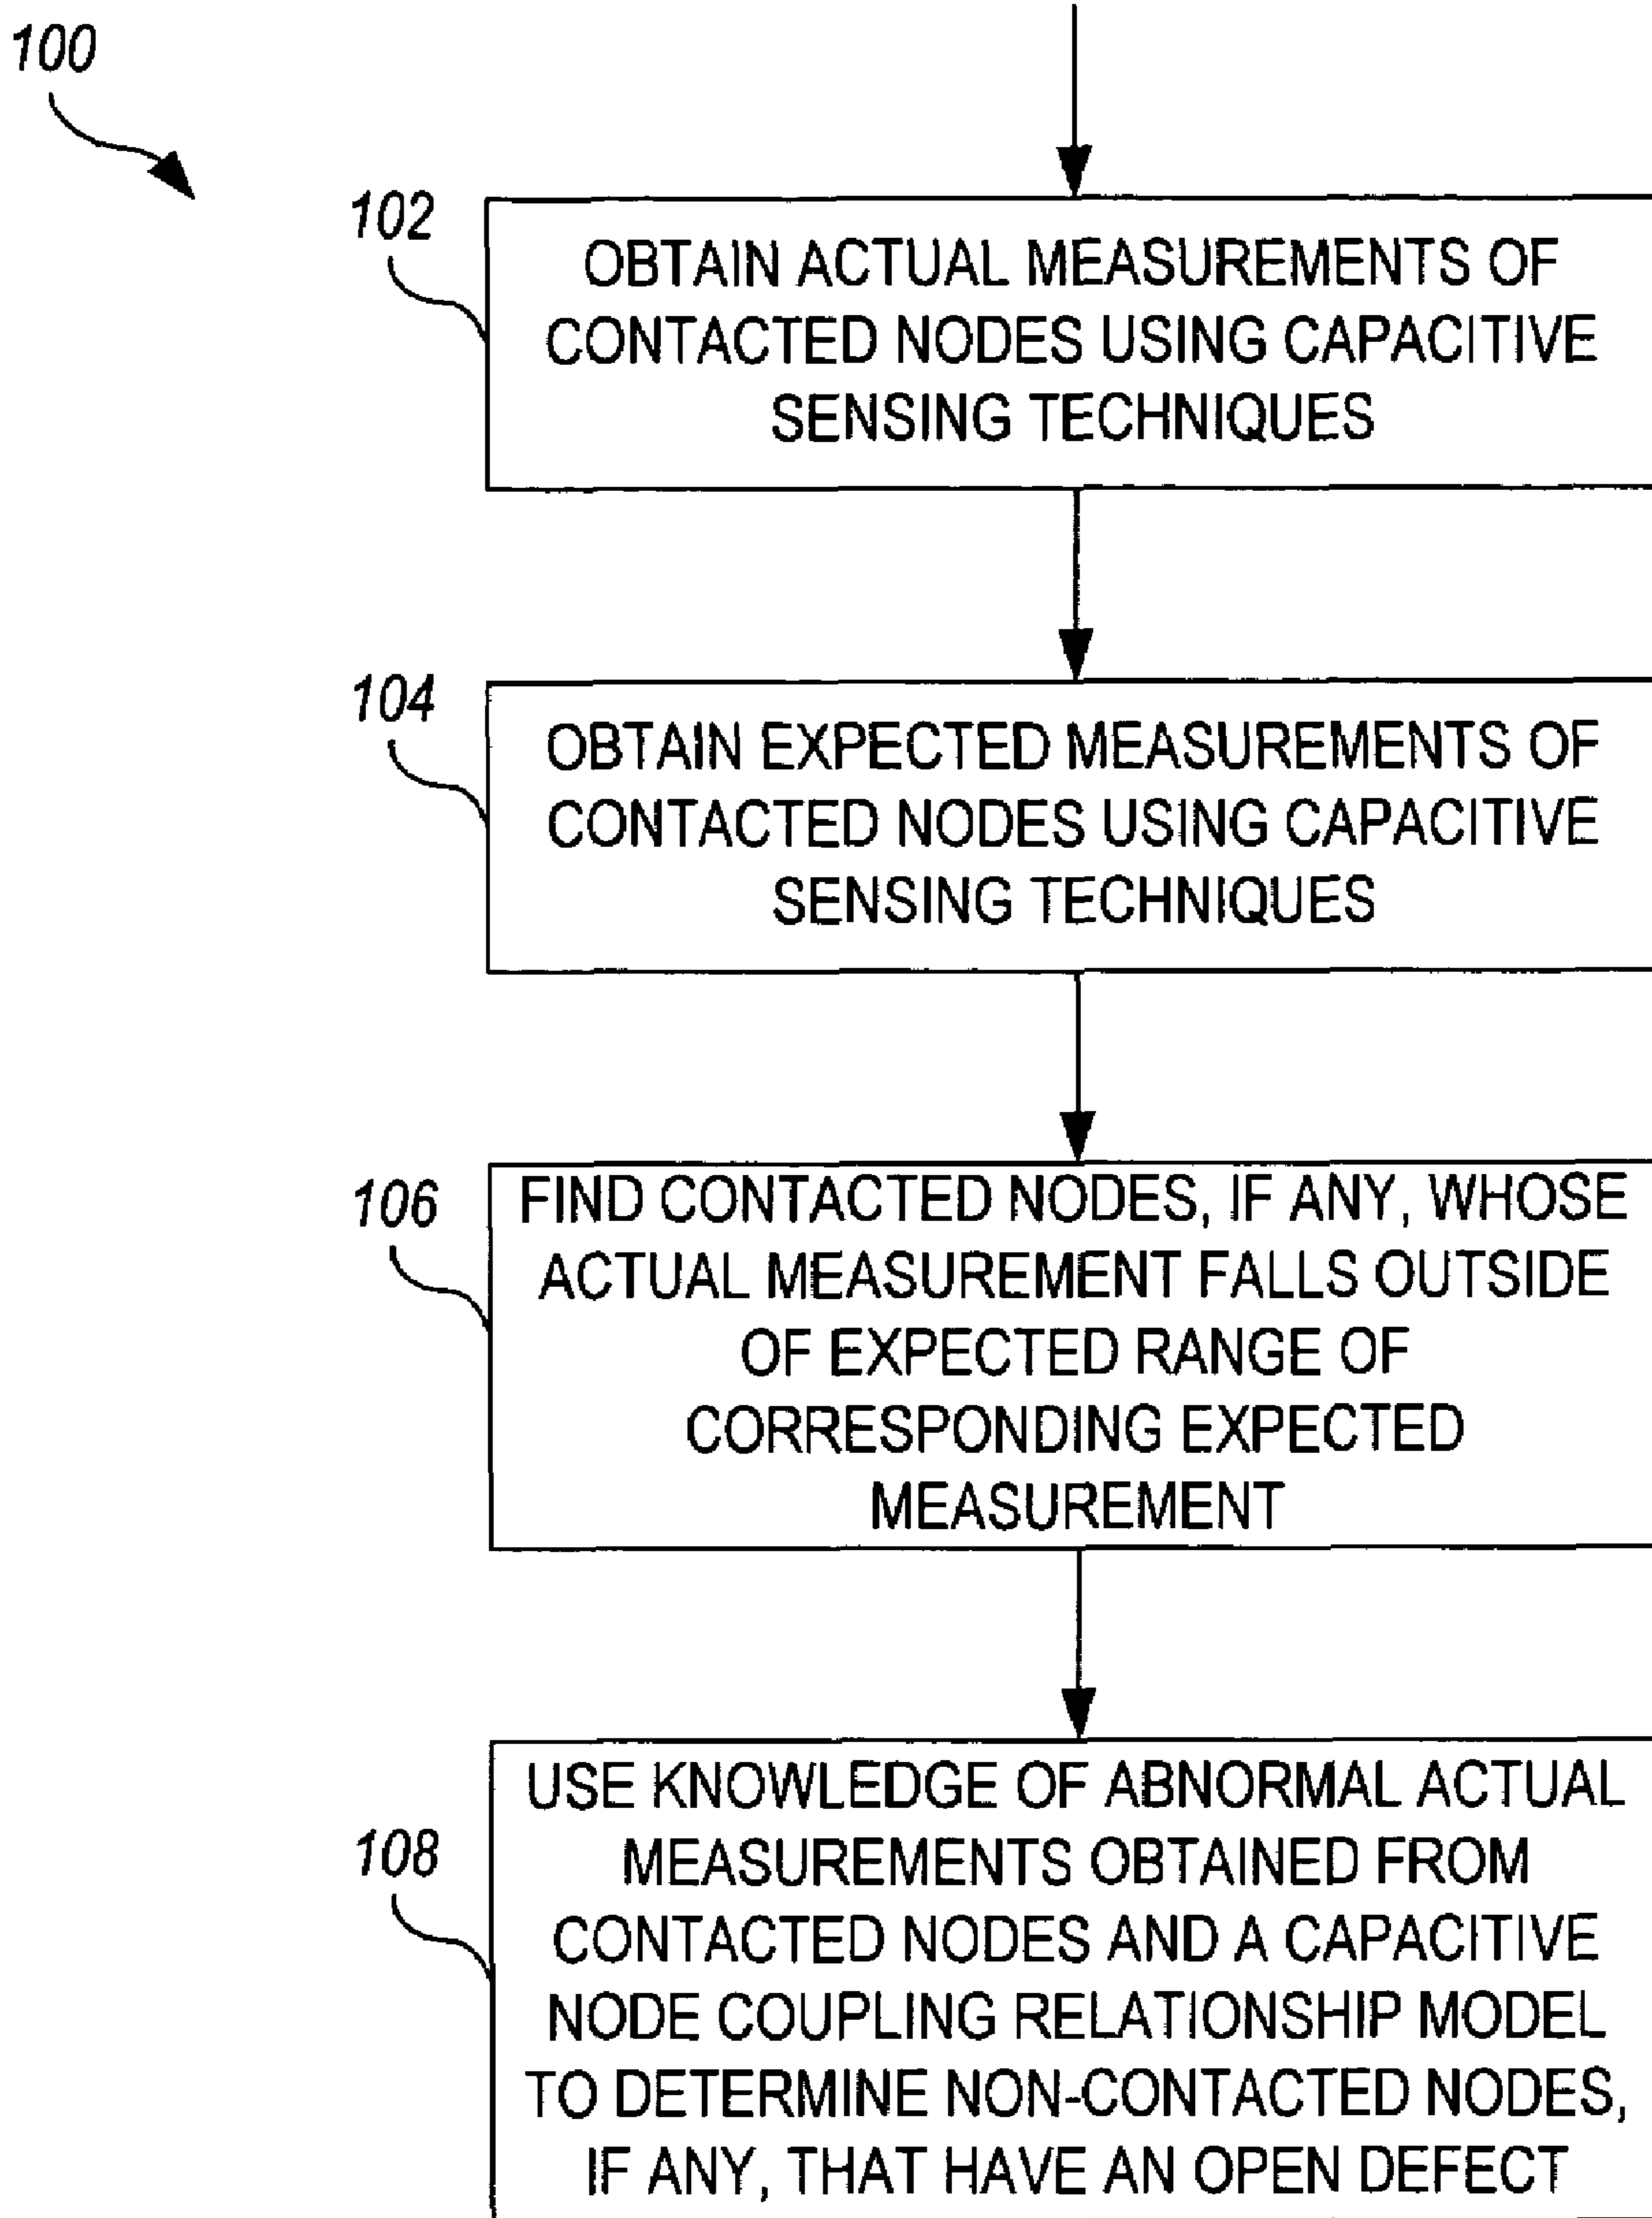 100
102
OBTAIN ACTUAL MEASUREMENTS OF
CONTACTED NODES USING CAPACITIVE
SENSING TECHNIQUES
104
OBTAIN EXPECTED MEASUREMENTS OF
CONTACTED NODES USING CAPACITIVE
SENSING TECHNIQUES
106
FIND CONTACTED NODES, IF ANY, WHOSE
ACTUAL MEASUREMENT FALLS OUTSIDE
OF EXPECTED RANGE OF
CORRESPONDING EXPECTED
MEASUREMENT
108
USE KNOWLEDGE OF ABNORMAL ACTUAL
MEASUREMENTS OBTAINED FROM
CONTACTED NODES AND A CAPACITIVE
NODE COUPLING RELATIONSHIP MODEL
TO DETERMINE NON-CONTACTED NODES,
IF ANY, THAT HAVE AN OPEN DEFECT